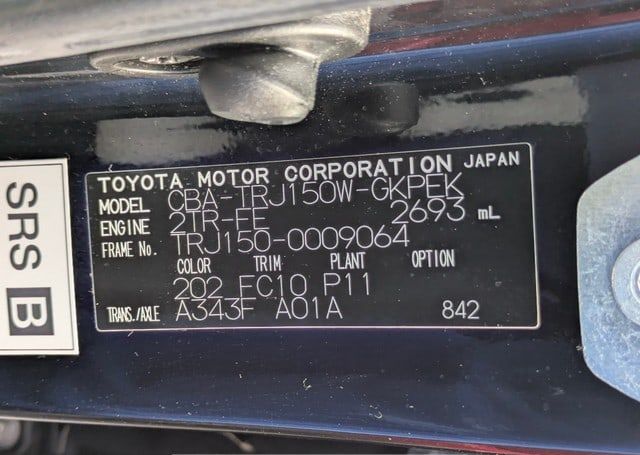 TOYOTA MOTOR CORPORATION JAPAN
MODEL CBA-TRJ150W-GKPEK
ENGINE 2TR-FE 2693 mL
FRAME No. TRJ150-0009064
COLOR TRIM PLANT OPTION
202 FC10 P11
TRANS./AXLE A343F A01A 842
SRS B